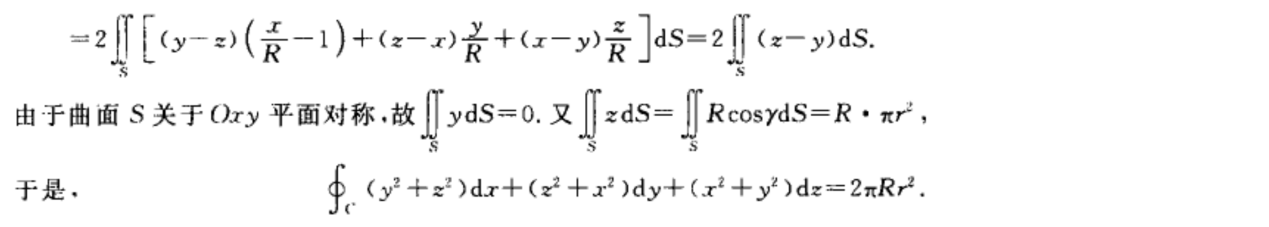 =2∬_S [(y−z)(x/R−1)+(z−x)y/R+(x−y)z/R]dS=2∬_S (z−y)dS.
由于曲面 S 关于 Oxy 平面对称,故∬_S ydS=0. 又∬_S zdS=∬_S RcosγdS=R·πr²,
于是, ∮_C (y²+z²)dx+(z²+x²)dy+(x²+y²)dz=2πRr².